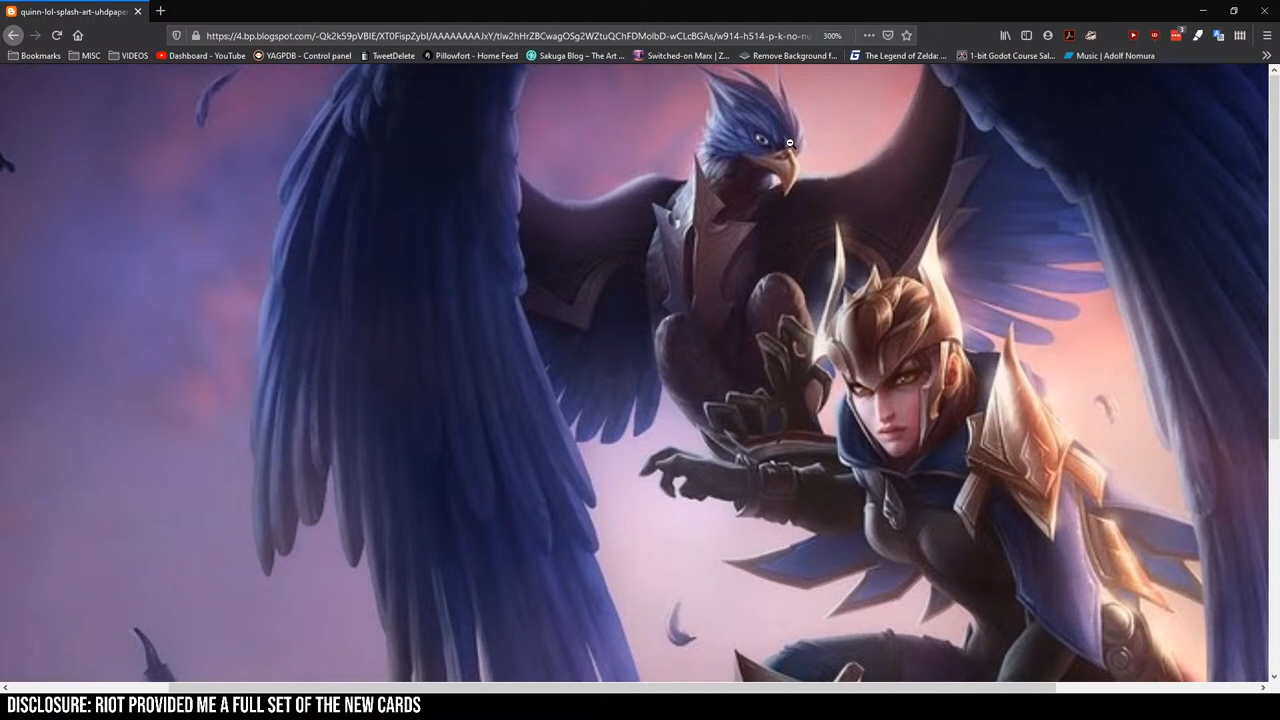 quinn-lol-splash-art-uhdpaper
https://4.bp.blogspot.com/-Qk2k59pVBIE/XT0FispZybI/AAAAAAAAJxY/tlw2hHrZBCwagOSg2WZtuQChFDMolbD-wCLcBGAs/w914-h514-p-k-no-nu 300%
3
Bookmarks MISC VIDEOS Dashboard - YouTube YAGPDB - Control panel TweetDelete Pillowfort - Home Feed Sakuga Blog – The Art ... Switched-on Marx | Z... Remove Background f... The Legend of Zelda: ... 1-bit Godot Course Sal... Music | Adolf Nomura
DISCLOSURE: RIOT PROVIDED ME A FULL SET OF THE NEW CARDS